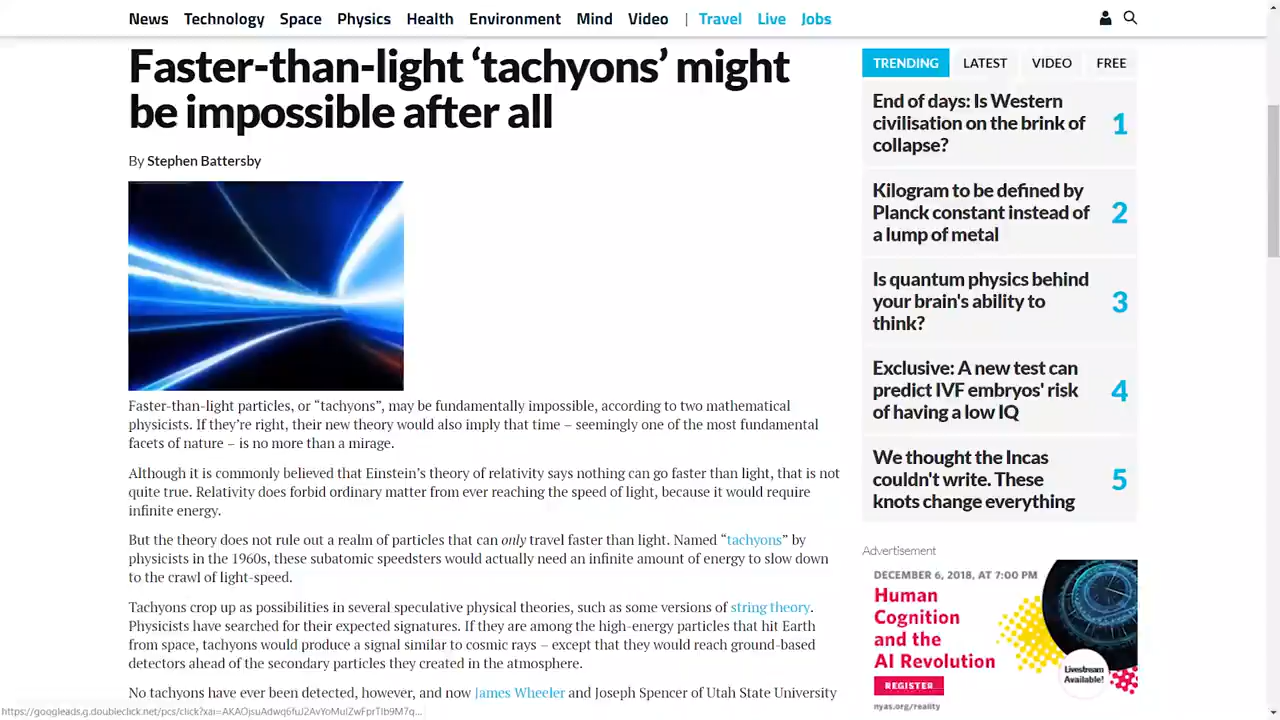 News Technology Space Physics Health Environment Mind Video | Travel Live Jobs
Faster-than-light ‘tachyons’ might
be impossible after all
By Stephen Battersby
Faster-than-light particles, or “tachyons”, may be fundamentally impossible, according to two mathematical
physicists. If they’re right, their new theory would also imply that time – seemingly one of the most fundamental
facets of nature – is no more than a mirage.
Although it is commonly believed that Einstein’s theory of relativity says nothing can go faster than light, that is not
quite true. Relativity does forbid ordinary matter from ever reaching the speed of light, because it would require
infinite energy.
But the theory does not rule out a realm of particles that can only travel faster than light. Named “tachyons” by
physicists in the 1960s, these subatomic speedsters would actually need an infinite amount of energy to slow down
to the crawl of light-speed.
Tachyons crop up as possibilities in several speculative physical theories, such as some versions of string theory.
Physicists have searched for their expected signatures. If they are among the high-energy particles that hit Earth
from space, tachyons would produce a signal similar to cosmic rays – except that they would reach ground-based
detectors ahead of the secondary particles they created in the atmosphere.
No tachyons have ever been detected, however, and now James Wheeler and Joseph Spencer of Utah State University
TRENDING LATEST VIDEO FREE
End of days: Is Western
civilisation on the brink of
collapse?
1
Kilogram to be defined by
Planck constant instead of
a lump of metal
2
Is quantum physics behind
your brain's ability to
think?
3
Exclusive: A new test can
predict IVF embryos' risk
of having a low IQ
4
We thought the Incas
couldn't write. These
knots change everything
5
Advertisement
DECEMBER 6, 2018, AT 7:00 PM
Human
Cognition
and the
AI Revolution
REGISTER
nyas.org/reality
Livestream
Available!